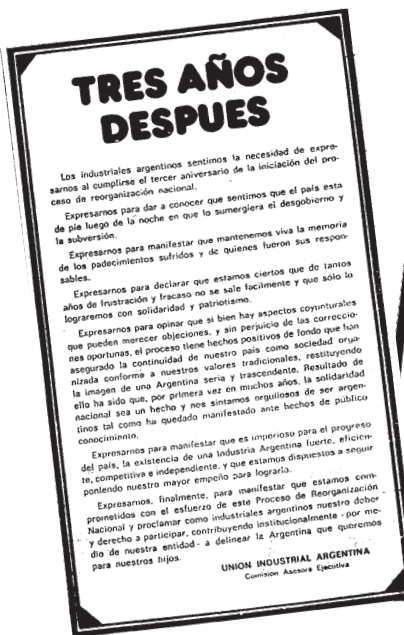 TRES AÑOS
DESPUES
Los industriales argentinos sentimos la necesidad de expre-
sarnos al cumplirse el tercer aniversario de la iniciación del pro-
ceso de reorganización nacional.
Expresarnos para dar a conocer que sentimos que el país esta
de pie luego de la noche en que lo sumergiera el desgobierno y
la subversión.
Expresarnos para manifestar que mantenemos viva la memoria
de los padecimientos sufridos y de quienes fueron sus respon-
sables.
Expresarnos para declarar que estamos ciertos que de tantos
años de frustración y fracaso no se sale facilmente y que sólo lo
lograremos con solidaridad y patriotismo.
Expresarnos para opinar que si bien hay aspectos coyunturales
que pueden merecer objeciones, y sin perjuicio de las correccio-
nes oportunas, el proceso tiene hechos positivos de fondo que han
asegurado la continuidad de nuestro país como sociedad orga-
nizada conforme a nuestros valores tradicionales, restituyendo
la imagen de una Argentina seria y trascendente. Resultado de
ello ha sido que, por primera vez en muchos años, la solidaridad
nacional sea un hecho y nos sintamos orgullosos de ser argen-
tinos tal como ha quedado manifestado ante hechos de público
conocimiento.
Expresarnos para manifestar que es imperioso para el progreso
del país, la existencia de una Industria Argentina fuerte, eficien-
te, competitiva e independiente, y que estamos dispuestos a seguir
poniendo nuestro mayor empeño para lograrla.
Expresarnos, finalmente, para manifestar que estamos com-
prometidos con el esfuerzo de este Proceso de Reorganización
Nacional y proclamar como industriales argentinos nuestro deber
y derecho a participar, contribuyendo institucionalmente - por me-
dio de nuestra entidad - a delinear la Argentina que queremos
para nuestros hijos.
UNION INDUSTRIAL ARGENTINA
Comisión Asesora Ejecutiva